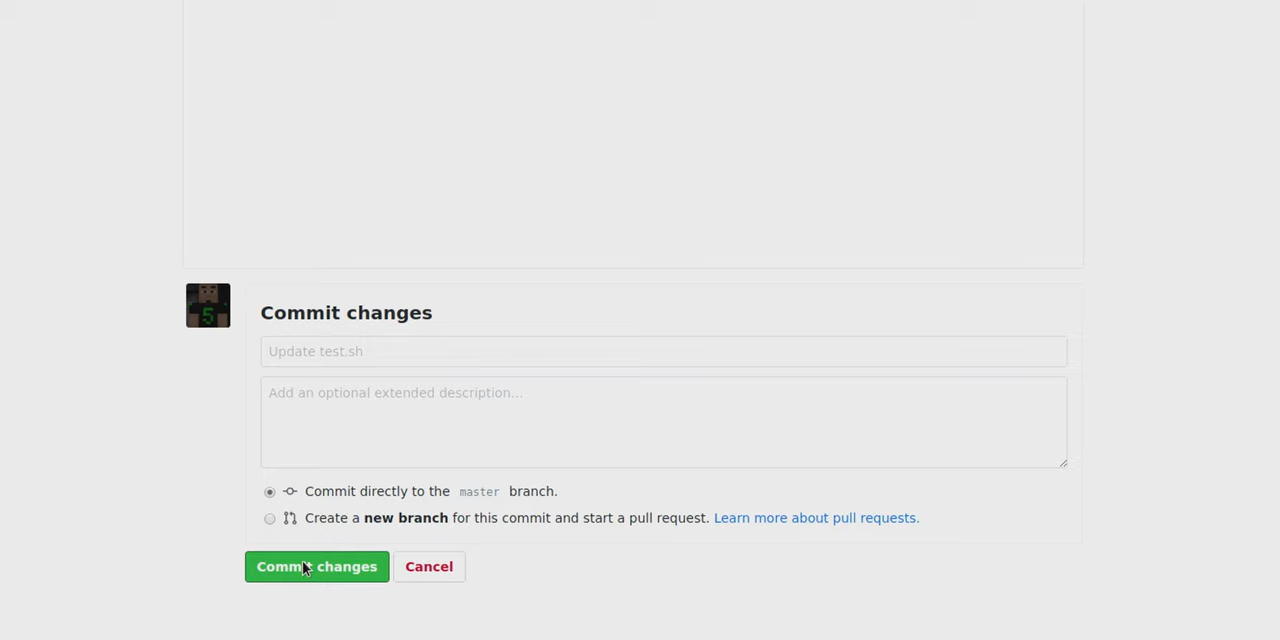 Commit changes
Update test.sh
Add an optional extended description...
Commit directly to the master branch.
Create a new branch for this commit and start a pull request. Learn more about pull requests.
Commit changes
Cancel
5